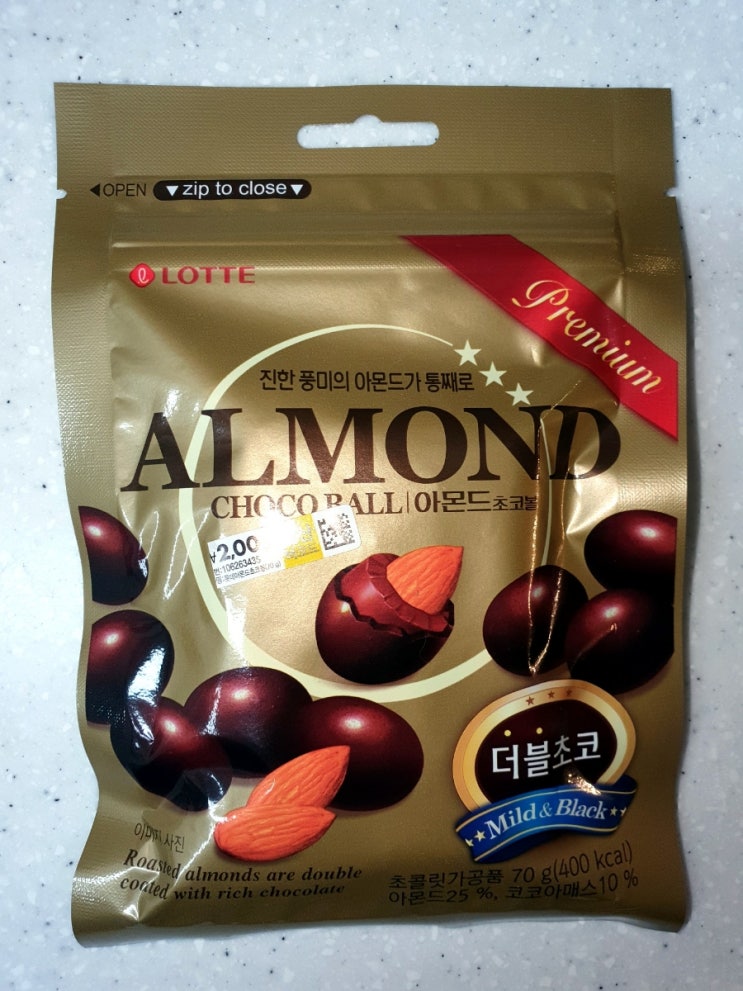 ◀OPEN ▼zip to close▼
LOTTE
Premium
진한 풍미의 아몬드가 통째로
ALMOND
CHOCO BALL | 아몬드초코볼
₩2,00
106263435
더블초코
Mild & Black
이미지 사진
Roasted almonds are double
coated with rich chocolate
초콜릿가공품 70 g(400 kcal)
아몬드25 %, 코코아매스10 %